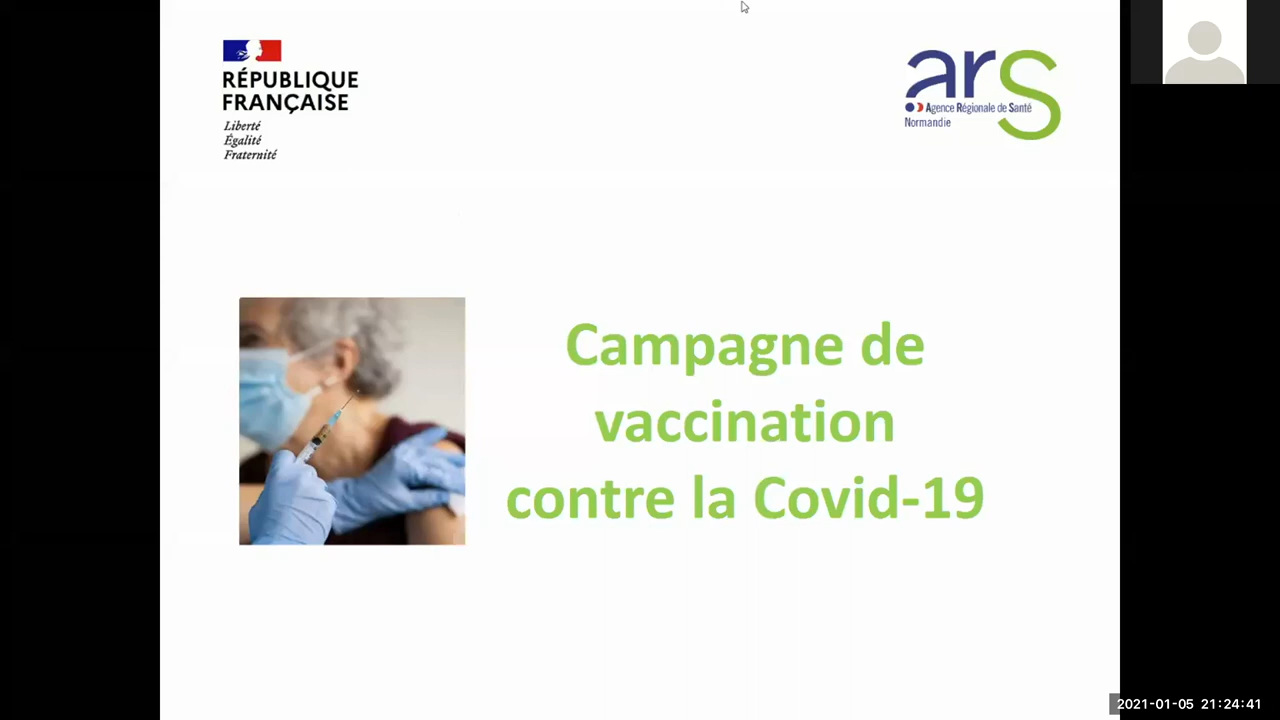 RÉPUBLIQUE
FRANÇAISE
Liberté
Égalité
Fraternité
ars
Agence Régionale de Santé
Normandie
Campagne de
vaccination
contre la Covid-19
2021-01-05 21:24:41